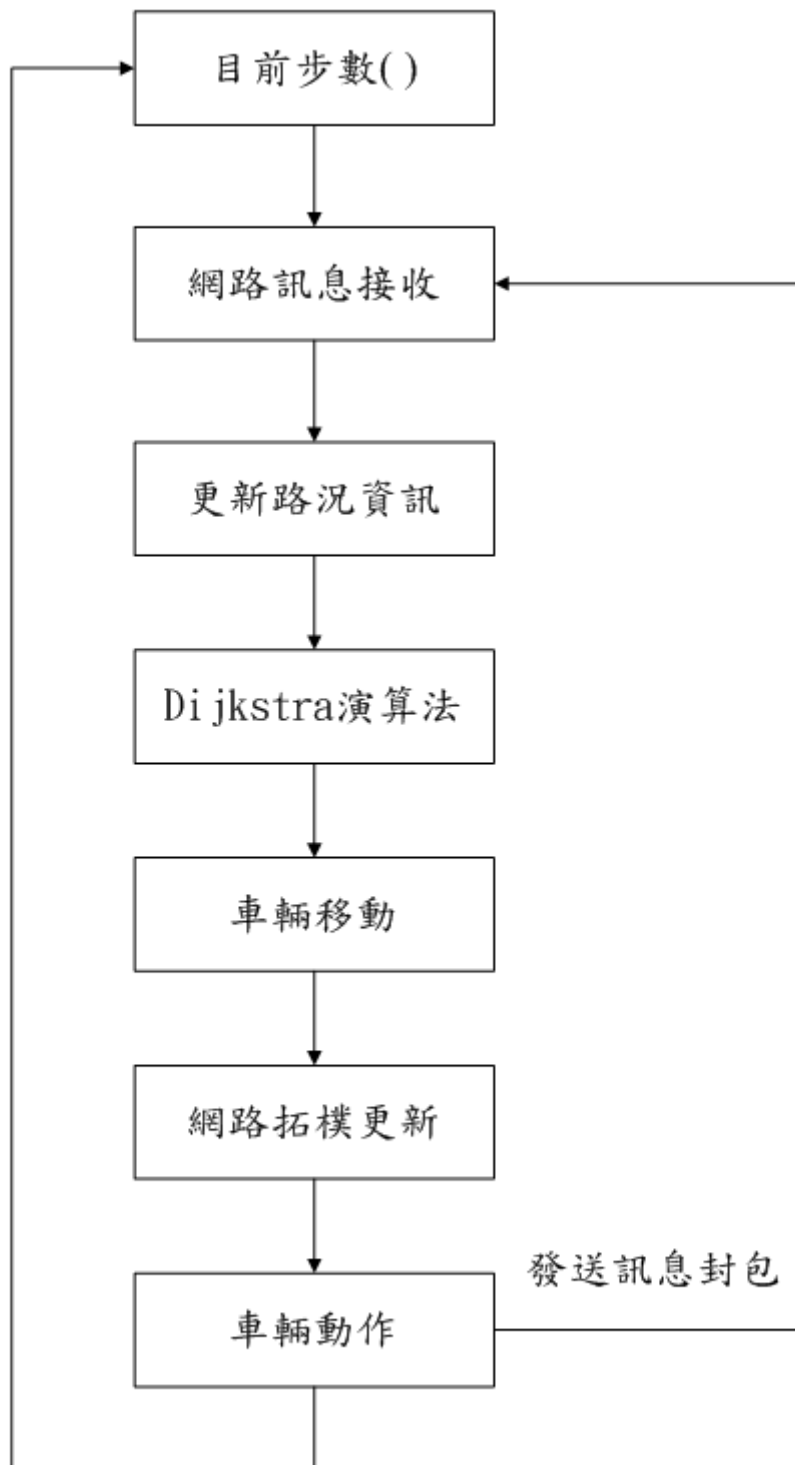 目前步數()
網路訊息接收
更新路況資訊
Dijkstra演算法
車輛移動
網路拓樸更新
發送訊息封包
車輛動作